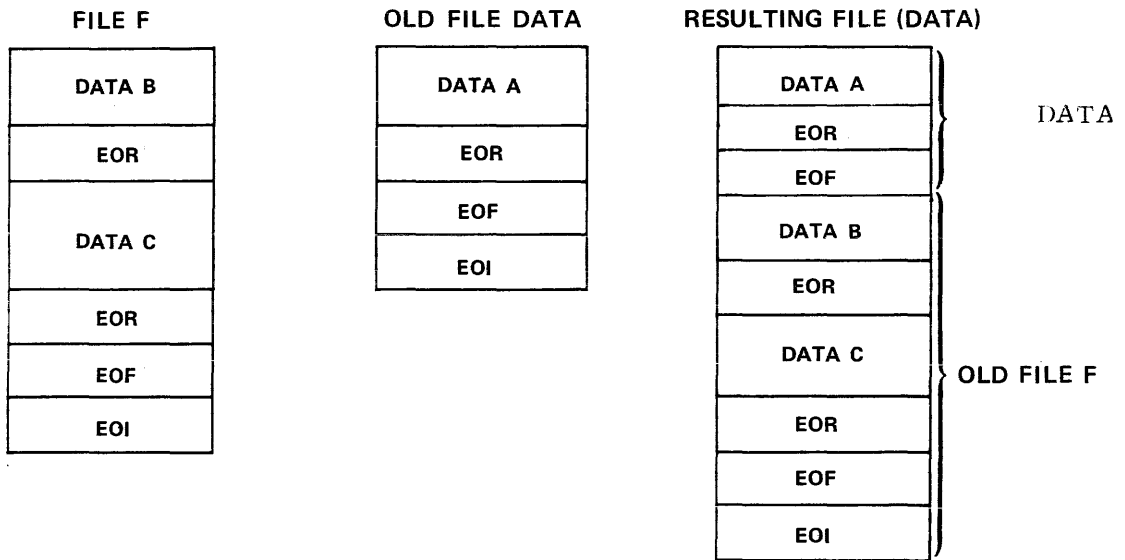 FILE F
DATA B
EOR
DATA C
EOR
EOF
EOI
OLD FILE DATA
DATA A
EOR
EOF
EOI
RESULTING FILE (DATA)
DATA A
EOR
EOF
DATA B
EOR
DATA C
EOR
EOF
EOI
DATA
OLD FILE F